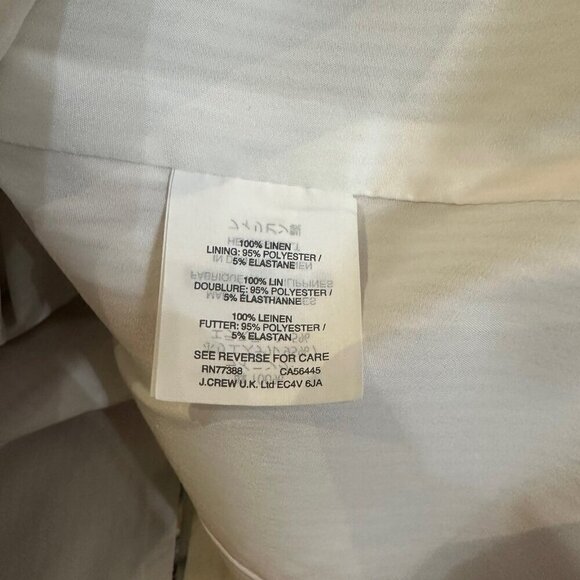 100% LINEN
LINING: 95% POLYESTER /
5% ELASTANE
100% LIN
DOUBLURE: 95% POLYESTER /
5% ÉLASTHANNE
100% LEINEN
FUTTER: 95% POLYESTER /
5% ELASTAN
SEE REVERSE FOR CARE
RN77388 CA56445
J.CREW U.K. Ltd EC4V 6JA